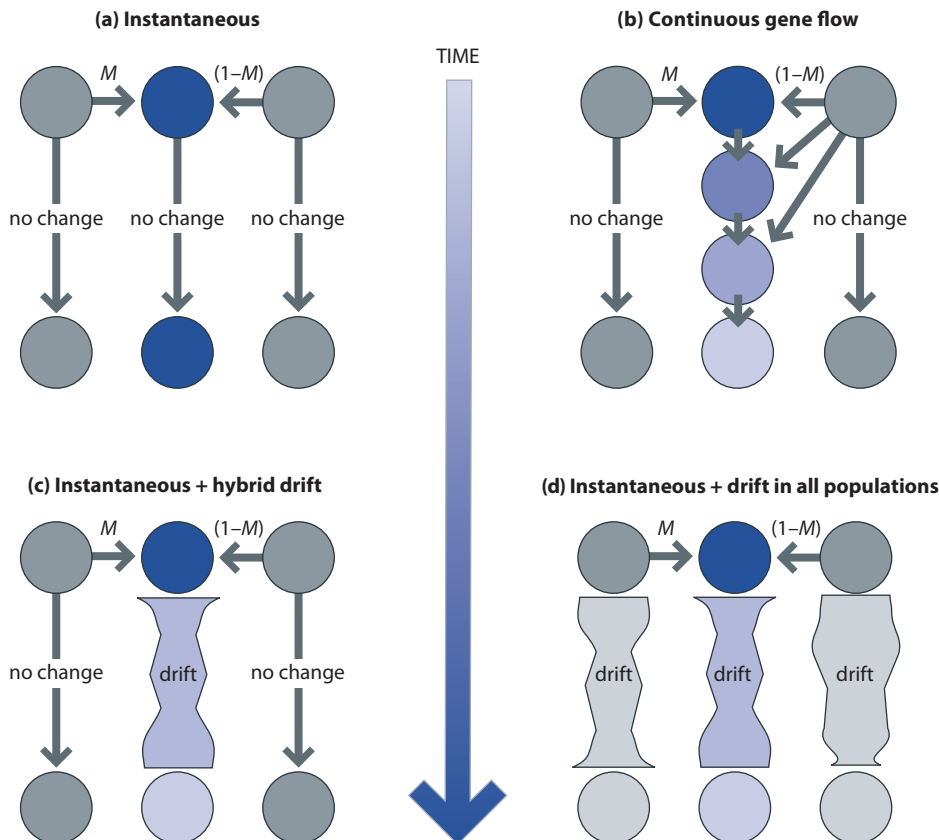 (a) Instantaneous
M
(1–M)
no change
no change
no change
TIME
(b) Continuous gene flow
M
(1–M)
no change
no change
(c) Instantaneous + hybrid drift
M
(1–M)
no change
drift
no change
(d) Instantaneous + drift in all populations
M
(1–M)
drift
drift
drift